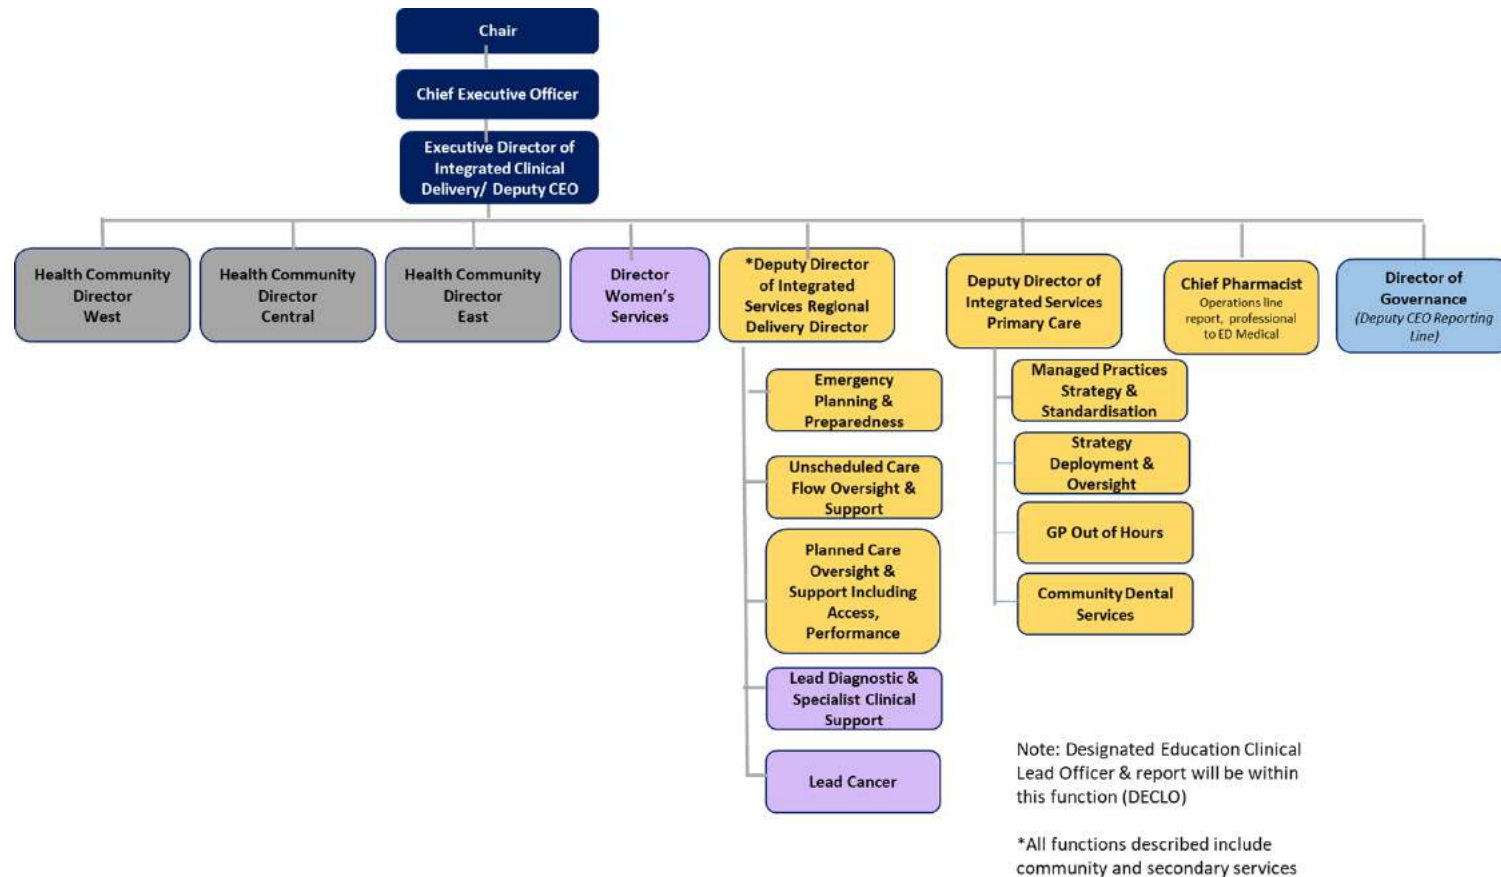 Chair
Chief Executive Officer
Executive Director of
Integrated Clinical
Delivery/ Deputy CEO
Health Community
Director
West
Health Community
Director
Central
Health Community
Director
East
Director
Women's
Services
*Deputy Director
of Integrated
Services Regional
Delivery Director
Deputy Director of
Integrated Services
Primary Care
Chief Pharmacist
Operations line
report, professional
to ED Medical
Director of
Governance
(Deputy CEO Reporting
Line)
Emergency
Planning &
Preparedness
Unscheduled Care
Flow Oversight &
Support
Planned Care
Oversight &
Support Including
Access,
Performance
Lead Diagnostic &
Specialist Clinical
Support
Lead Cancer
Managed Practices
Strategy &
Standardisation
Strategy
Deployment &
Oversight
GP Out of Hours
Community Dental
Services
Note: Designated Education Clinical
Lead Officer & report will be within
this function (DECLO)
*All functions described include
community and secondary services